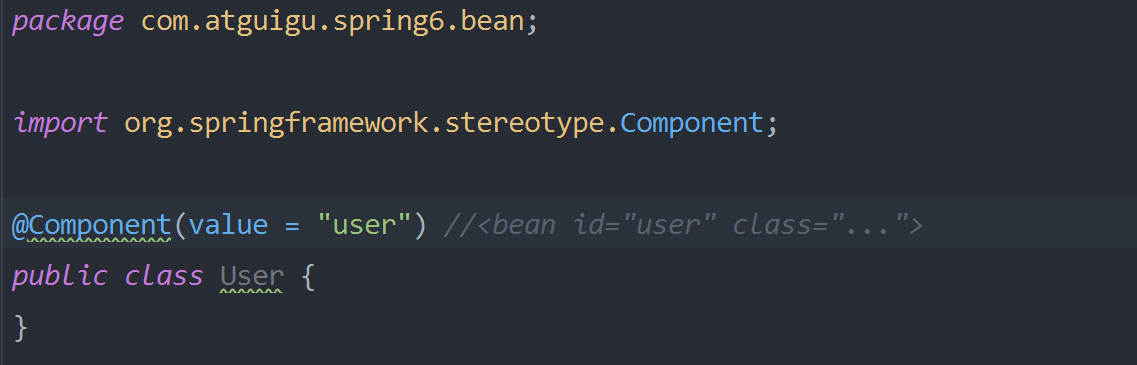 package com.atguigu.spring6.bean;
import org.springframework.stereotype.Component;
@Component(value = "user") //<bean id="user" class="...">
public class User {
}